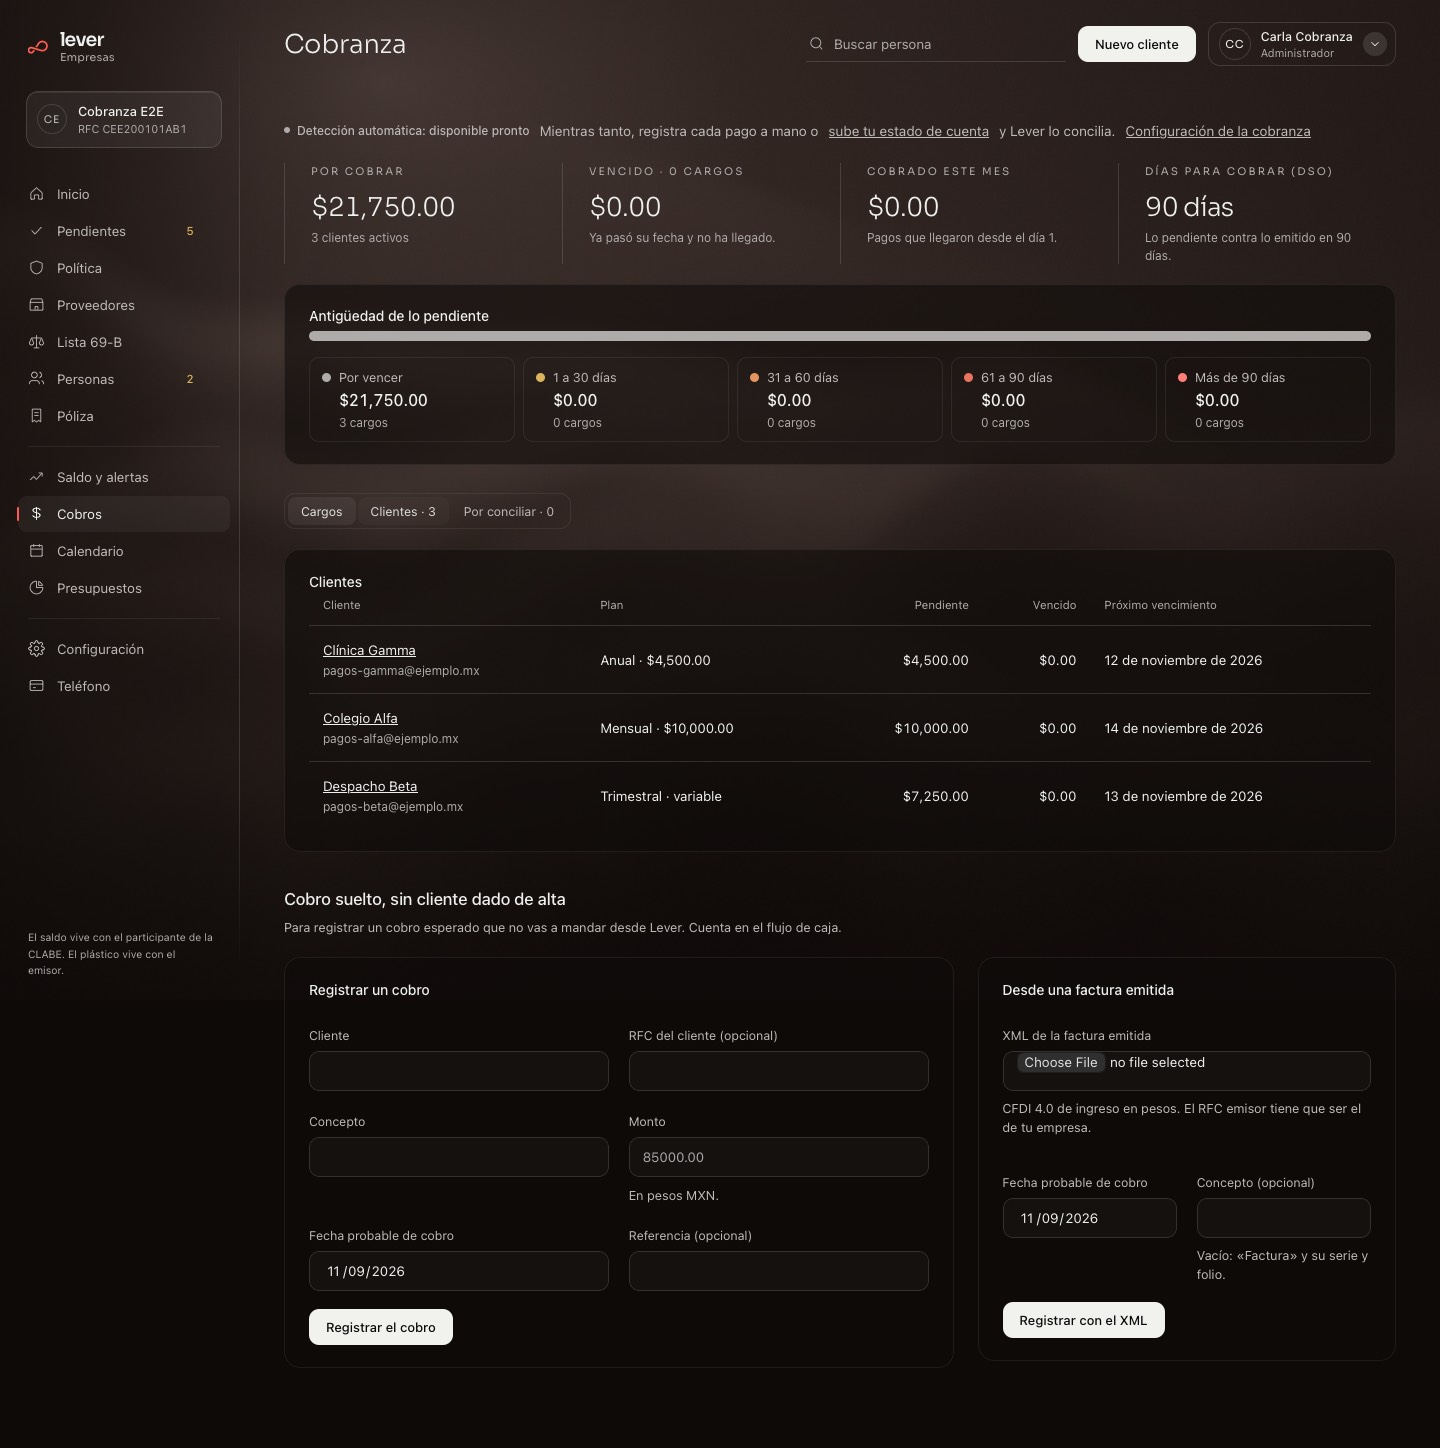 lever
Empresas
CE
Cobranza E2E
RFC CEE200101AB1
Inicio
Pendientes 5
Política
Proveedores
Lista 69-B
Personas 2
Póliza
Saldo y alertas
Cobros
Calendario
Presupuestos
Configuración
Teléfono
El saldo vive con el participante de la
CLABE. El plástico vive con el
emisor.
Cobranza
Buscar persona
Nuevo cliente
CC
Carla Cobranza
Administrador
Detección automática: disponible pronto Mientras tanto, registra cada pago a mano o sube tu estado de cuenta y Lever lo concilia. Configuración de la cobranza
POR COBRAR
$21,750.00
3 clientes activos
VENCIDO · 0 CARGOS
$0.00
Ya pasó su fecha y no ha llegado.
COBRADO ESTE MES
$0.00
Pagos que llegaron desde el día 1.
DÍAS PARA COBRAR (DSO)
90 días
Lo pendiente contra lo emitido en 90
días.
Antigüedad de lo pendiente
Por vencer
$21,750.00
3 cargos
1 a 30 días
$0.00
0 cargos
31 a 60 días
$0.00
0 cargos
61 a 90 días
$0.00
0 cargos
Más de 90 días
$0.00
0 cargos
Cargos Clientes · 3 Por conciliar · 0
Clientes
Cliente Plan Pendiente Vencido Próximo vencimiento
Clínica Gamma
pagos-gamma@ejemplo.mx
Anual · $4,500.00 $4,500.00 $0.00 12 de noviembre de 2026
Colegio Alfa
pagos-alfa@ejemplo.mx
Mensual · $10,000.00 $10,000.00 $0.00 14 de noviembre de 2026
Despacho Beta
pagos-beta@ejemplo.mx
Trimestral · variable $7,250.00 $0.00 13 de noviembre de 2026
Cobro suelto, sin cliente dado de alta
Para registrar un cobro esperado que no vas a mandar desde Lever. Cuenta en el flujo de caja.
Registrar un cobro
Cliente
RFC del cliente (opcional)
Concepto
Monto
85000.00
En pesos MXN.
Fecha probable de cobro
11/09/2026
Referencia (opcional)
Registrar el cobro
Desde una factura emitida
XML de la factura emitida
Choose File no file selected
CFDI 4.0 de ingreso en pesos. El RFC emisor tiene que ser el
de tu empresa.
Fecha probable de cobro
11/09/2026
Concepto (opcional)
Vacío: «Factura» y su serie y
folio.
Registrar con el XML